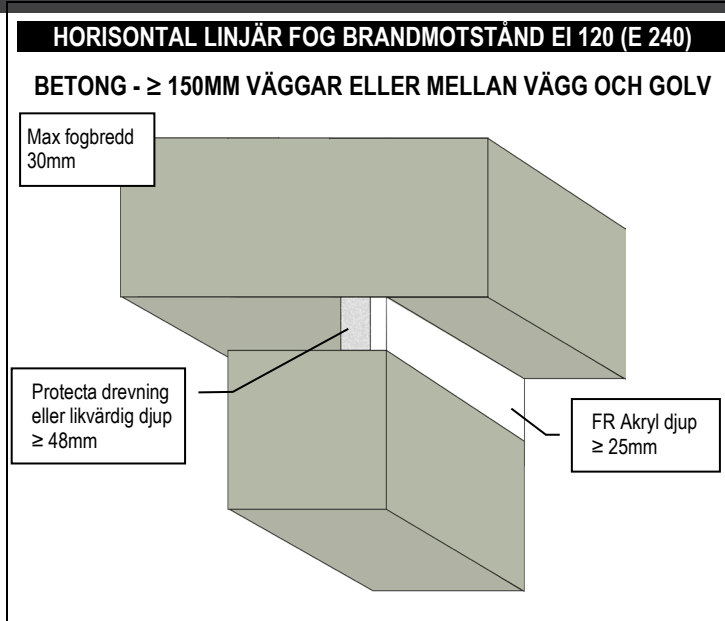 HORISONTAL LINJÄR FOG BRANDMOTSTÅND EI 120 (E 240)
BETONG - ≥ 150MM VÄGGAR ELLER MELLAN VÄGG OCH GOLV
Max fogbredd
30mm
Protecta drevning
eller likvärdig djup
≥ 48mm
FR Akryl djup
≥ 25mm